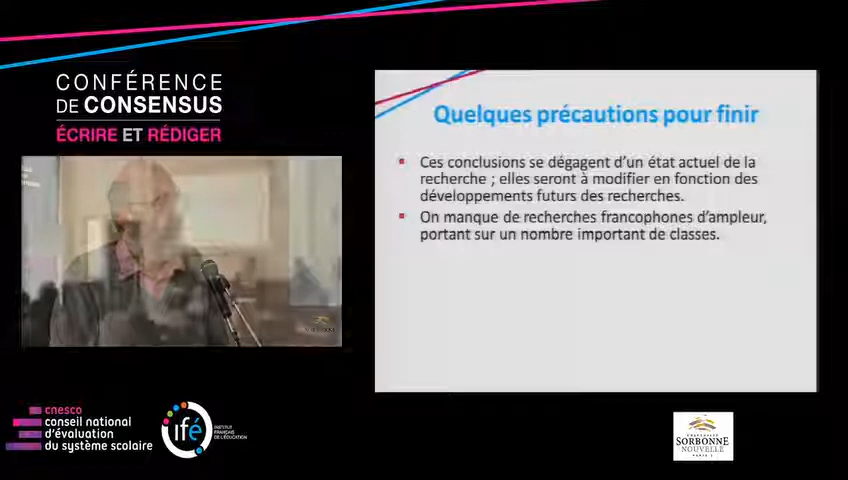 CONFÉRENCE
DE CONSENSUS
ÉCRIRE ET RÉDIGER
Quelques précautions pour finir
Ces conclusions se dégagent d'un état actuel de la
recherche ; elles seront à modifier en fonction des
développements futurs des recherches.
On manque de recherches francophones d'ampleur,
portant sur un nombre important de classes.
cnesco
conseil national
d'évaluation
du système scolaire
ifé
INSTITUT
FRANÇAIS
DE L'ÉDUCATION
SORBONNE
NOUVELLE